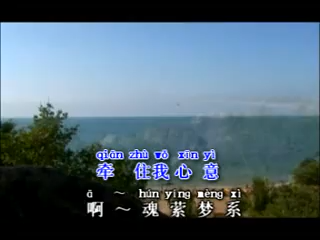 qiān zhù wǒ xīn yì
牵 住我心 意
ā ～ hún yíng mèng xì
啊～魂萦梦系